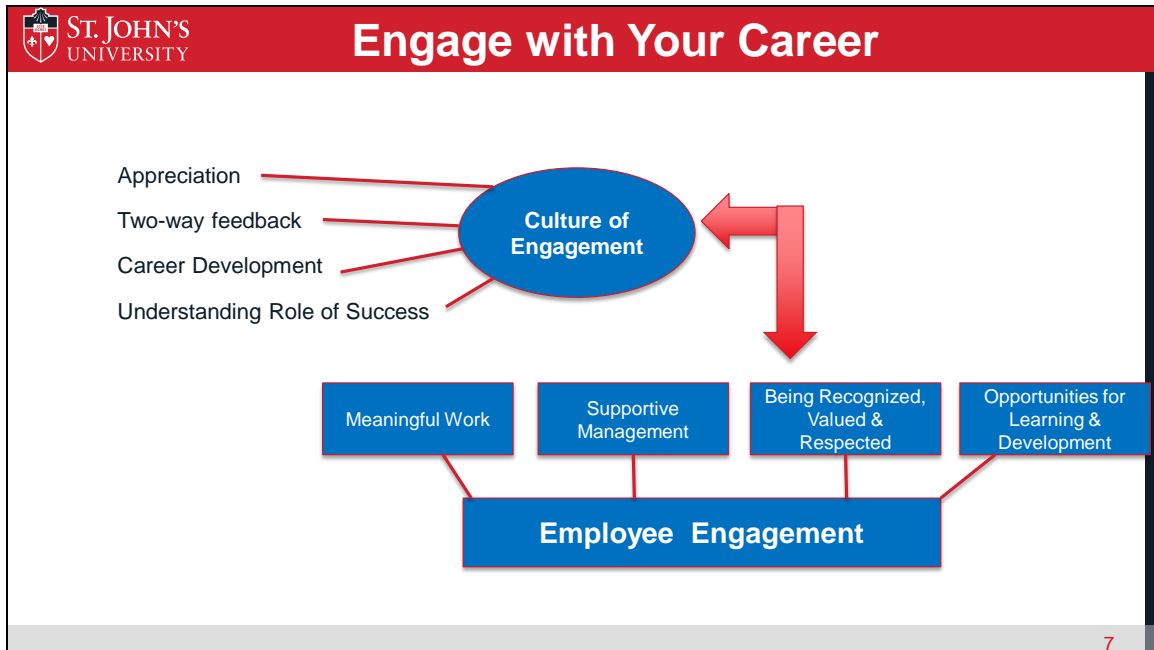 ST. JOHN'S
UNIVERSITY
Engage with Your Career
Appreciation
Two-way feedback
Career Development
Understanding Role of Success
Culture of
Engagement
Meaningful Work
Supportive
Management
Being Recognized,
Valued &
Respected
Opportunities for
Learning &
Development
Employee Engagement
7